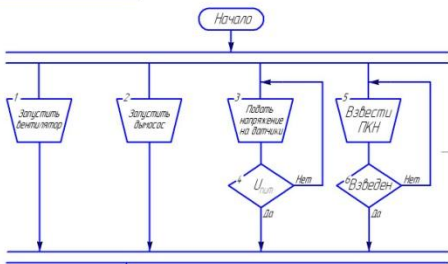 Начало
1
Запустить
вентилятор
2
Запустить
дымосос
3
Подать
напряжение
на датчики
4
Uпит
Нет
Да
5
Взвести
ПКН
6
Взведен
Нет
Да